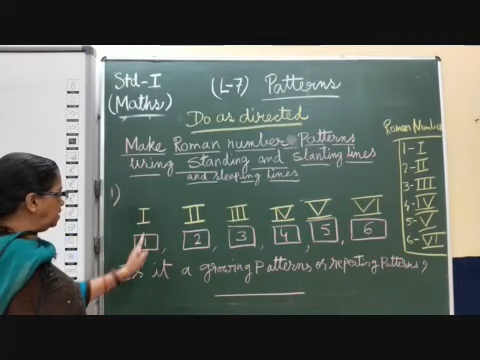 Std-I
(Maths)
(L-7) Patterns
Do as directed
Make Roman number Patterns
using Standing and Slanting lines
and sleeping lines
1)
I II III IV V VI
1, 2, 3, 4, 5, 6
it a growing Patterns or repeating Patterns?
Roman Number
1-I
2-II
3-III
4-IV
5-V
6-VI